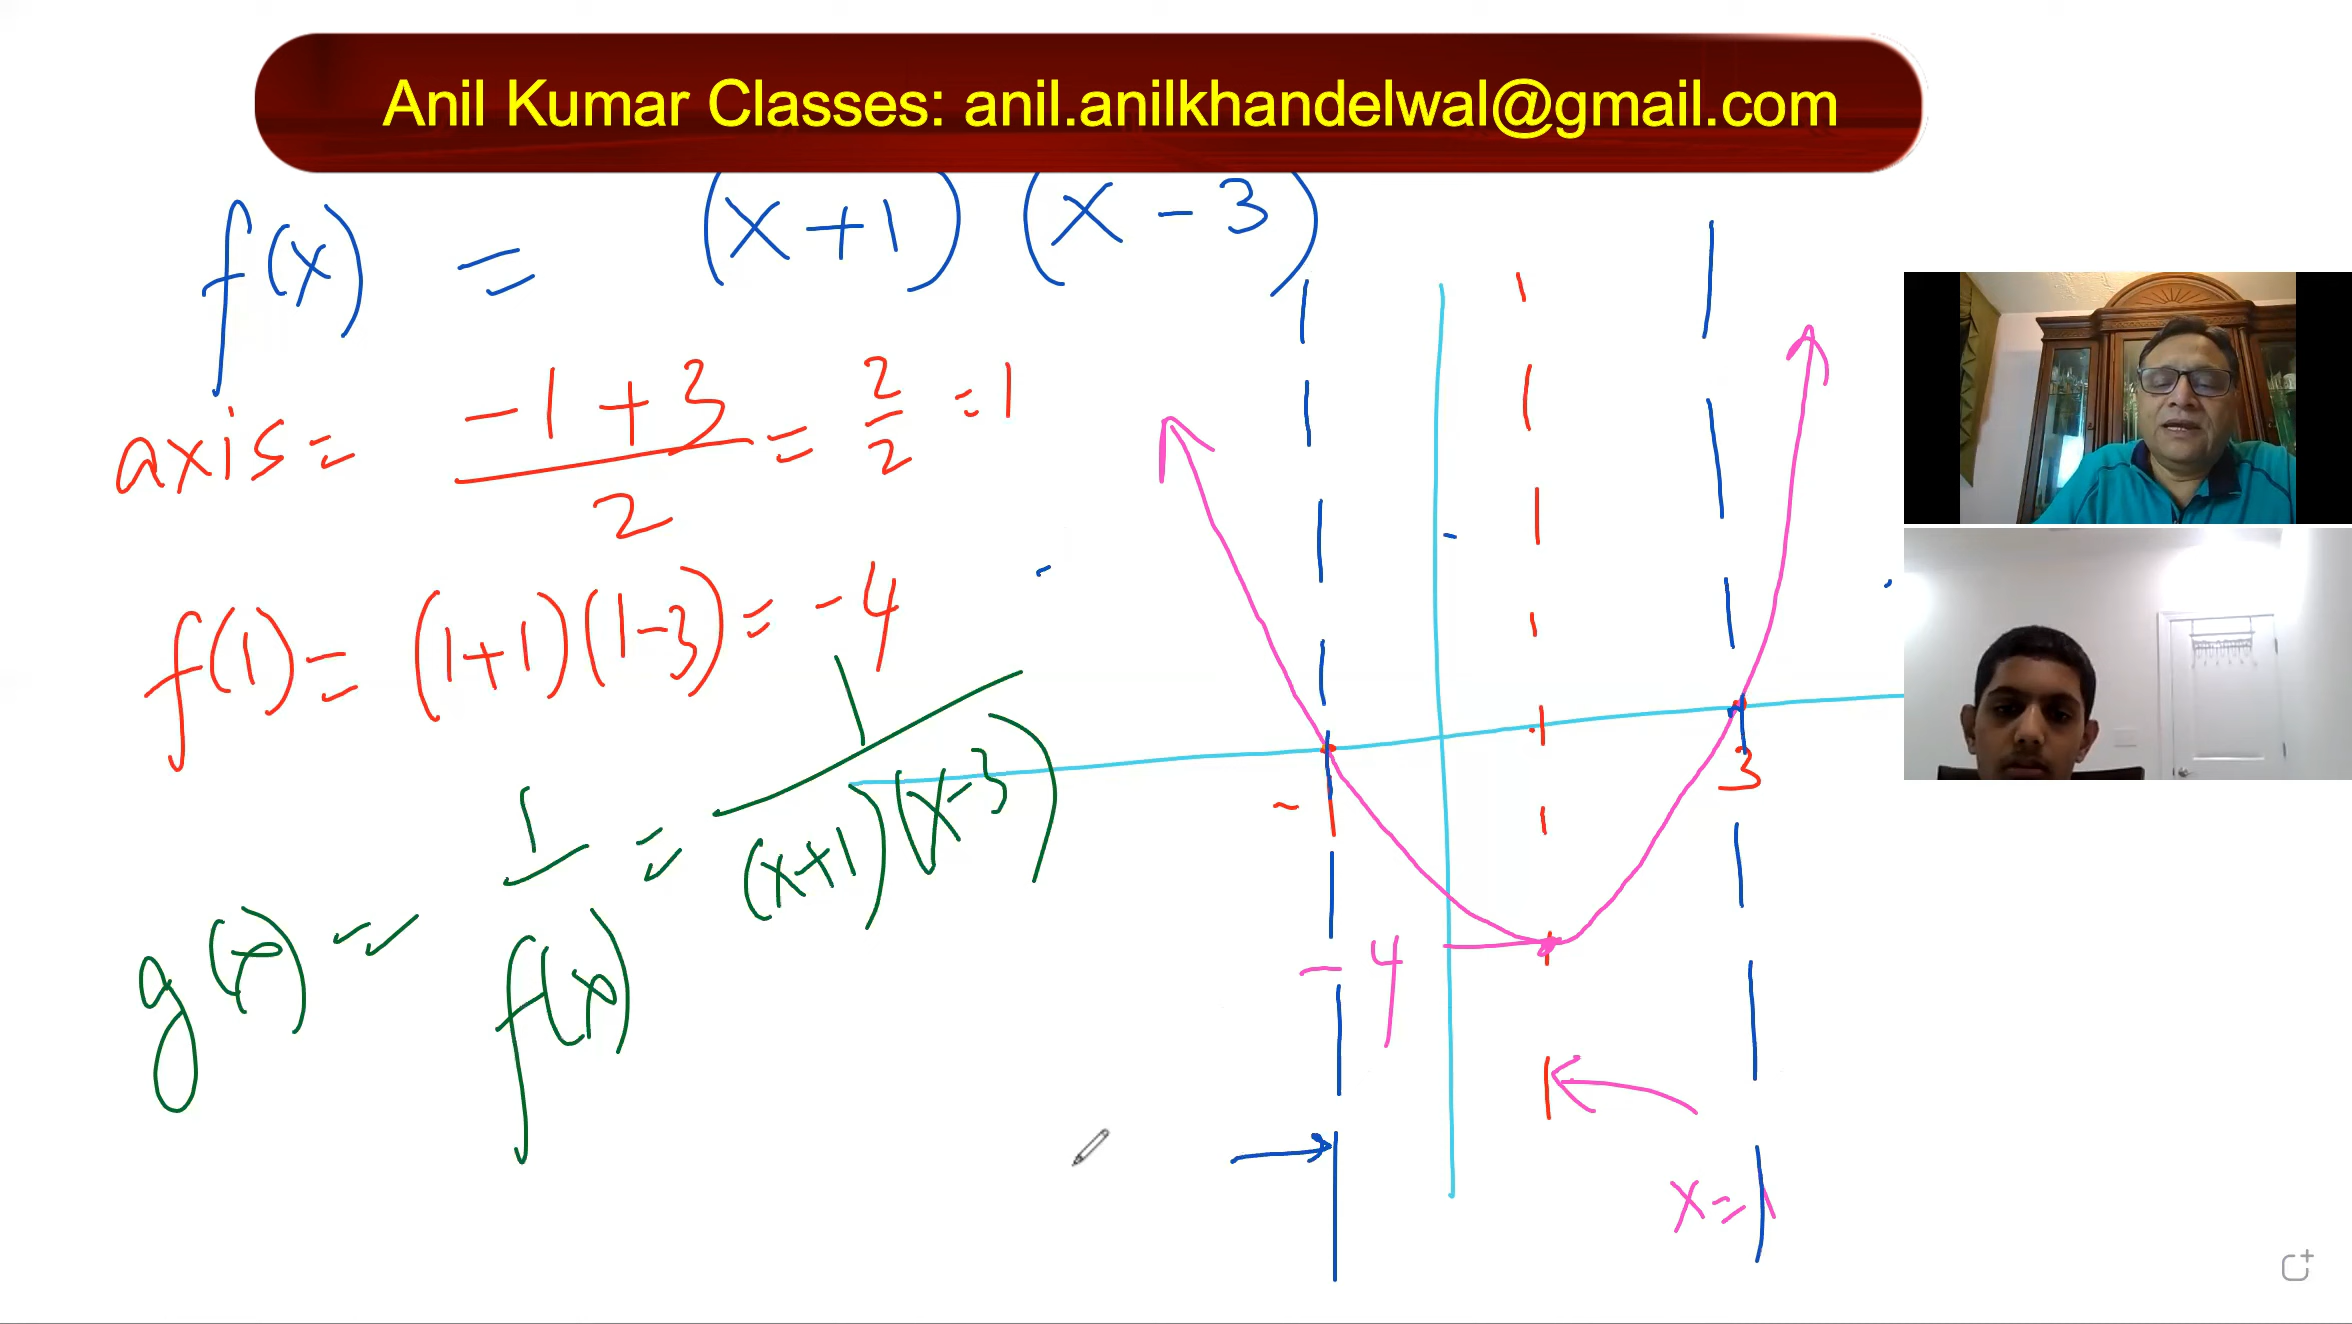 Anil Kumar Classes: anil.anilkhandelwal@gmail.com
f(x) = (x+1)(x-3)
axis = (-1+3)/2 = 2/2 = 1
f(1) = (1+1)(1-3) = -4
g(x) = 1/f(x) = 1/((x+1)(x-3))
-1
3
-4
x=1